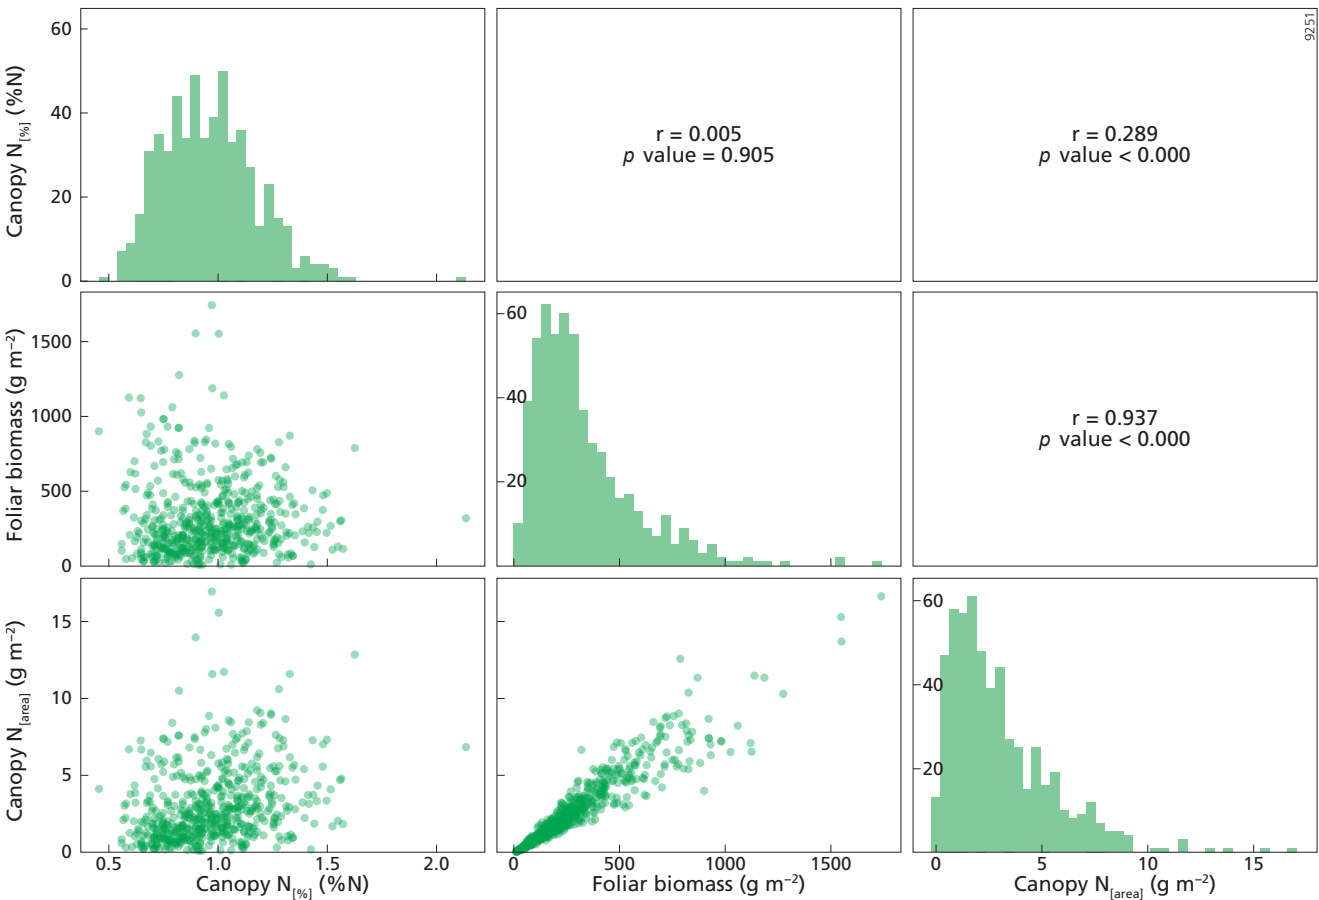 9251
60
40
20
0
Canopy N[%] (%N)
r = 0.005
p value = 0.905
r = 0.289
p value < 0.000
1500
1000
500
0
Foliar biomass (g m−2)
60
40
20
r = 0.937
p value < 0.000
15
10
5
0
Canopy N[area] (g m−2)
60
40
20
0.5 1.0 1.5 2.0
Canopy N[%] (%N)
0 500 1000 1500
Foliar biomass (g m−2)
0 5 10 15
Canopy N[area] (g m−2)